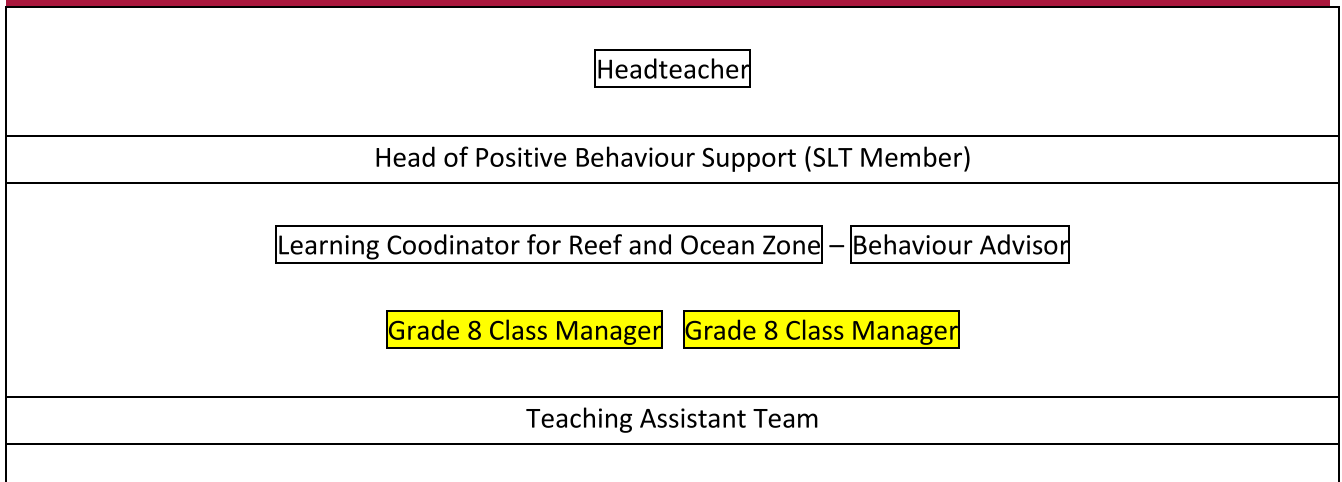 Headteacher
Head of Positive Behaviour Support (SLT Member)
Learning Coodinator for Reef and Ocean Zone – Behaviour Advisor
Grade 8 Class Manager Grade 8 Class Manager
Teaching Assistant Team